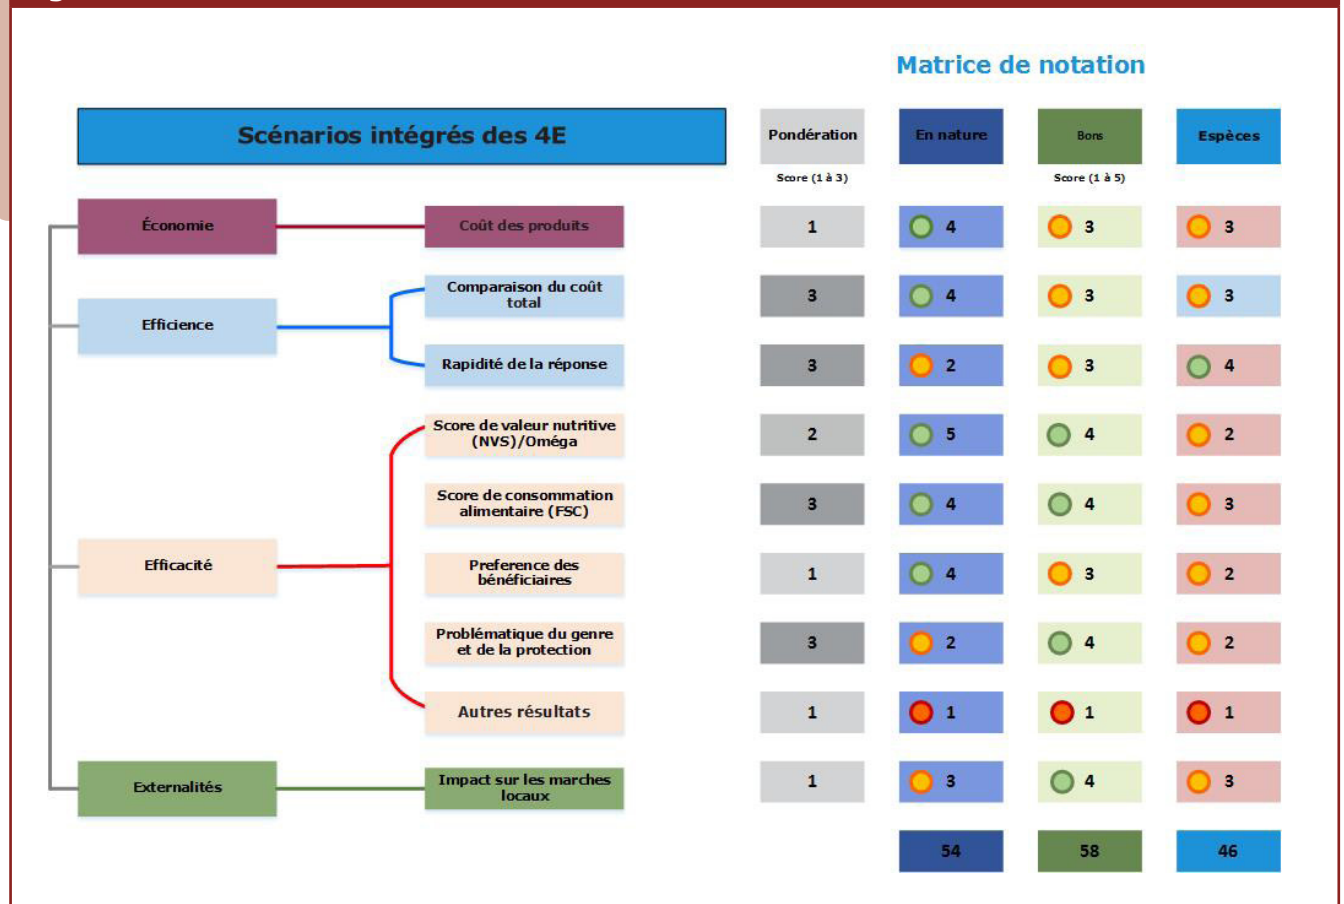 Matrice de notation
Scénarios intégrés des 4E
Pondération
En nature
Bons
Espèces
Score (1 à 3)
Score (1 à 5)
Économie
Coût des produits
1
4
3
3
Efficience
Comparaison du coût
total
3
4
3
3
Rapidité de la réponse
3
2
3
4
Efficacité
Score de valeur nutritive
(NVS)/Oméga
2
5
4
2
Score de consommation
alimentaire (FSC)
3
4
4
3
Preference des
bénéficiaires
1
4
3
2
Problématique du genre
et de la protection
3
2
4
2
Autres résultats
1
1
1
1
Externalités
Impact sur les marches
locaux
1
3
4
3
54
58
46